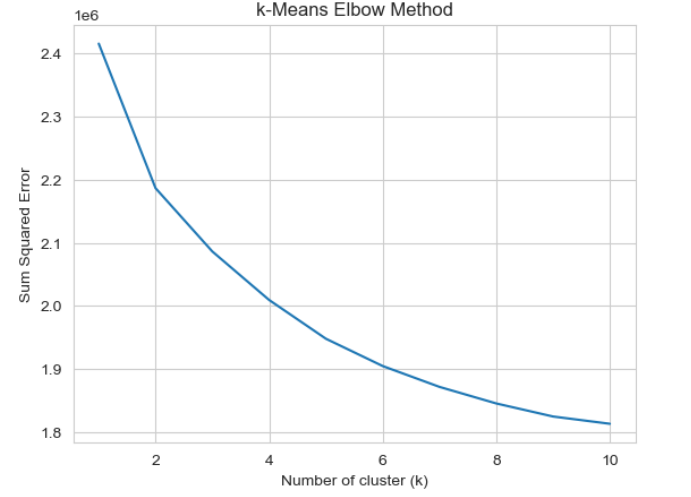 k-Means Elbow Method
1e6
2.4
2.3
2.2
2.1
2.0
1.9
1.8
Sum Squared Error
2 4 6 8 10
Number of cluster (k)